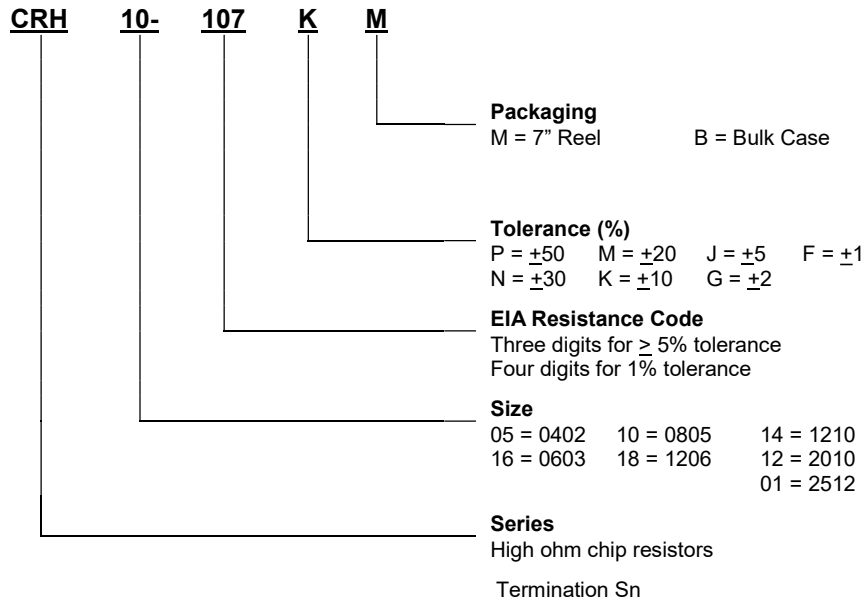 CRH 10- 107 K M
Packaging
M = 7” Reel B = Bulk Case
Tolerance (%)
P = +50 M = +20 J = +5 F = +1
N = +30 K = +10 G = +2
EIA Resistance Code
Three digits for > 5% tolerance
Four digits for 1% tolerance
Size
05 = 0402 10 = 0805 14 = 1210
16 = 0603 18 = 1206 12 = 2010
01 = 2512
Series
High ohm chip resistors
Termination Sn